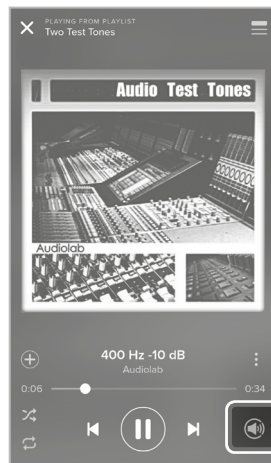 PLAYING FROM PLAYLIST
Two Test Tones
Audio Test Tones
Audiolab
400 Hz -10 dB
Audiolab
0:06
0:34